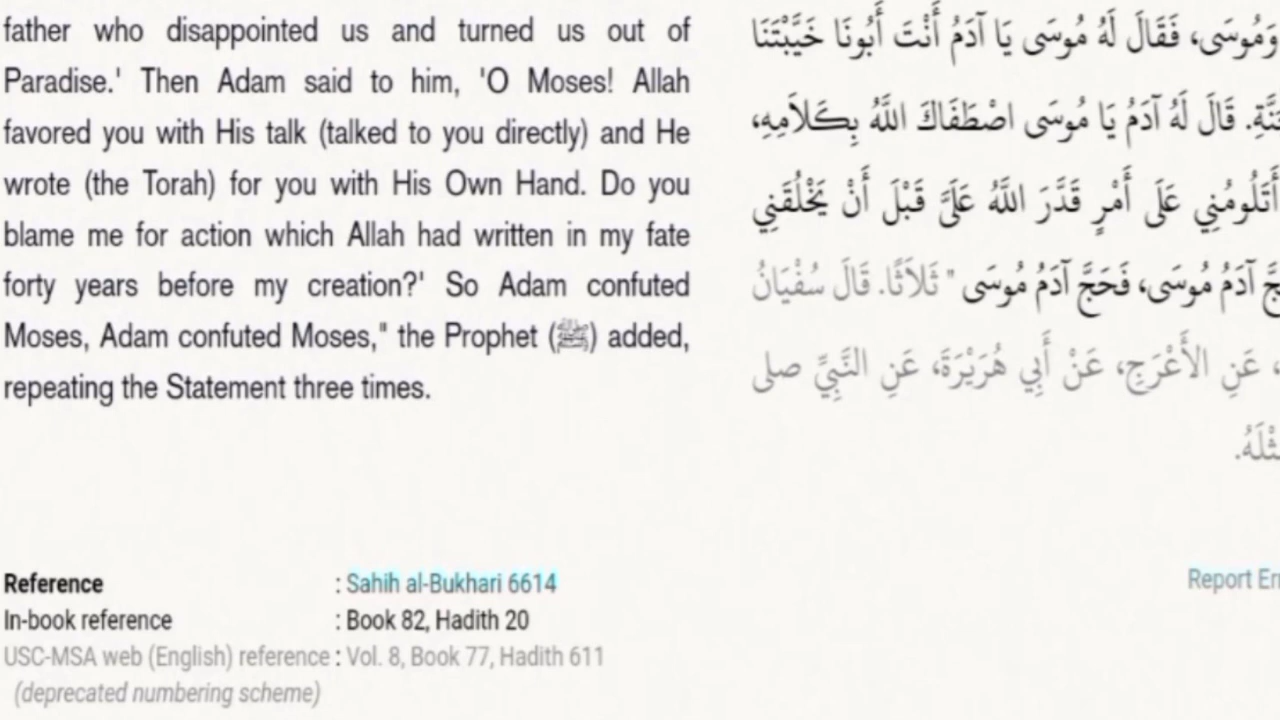 father who disappointed us and turned us out of
Paradise.' Then Adam said to him, 'O Moses! Allah
favored you with His talk (talked to you directly) and He
wrote (the Torah) for you with His Own Hand. Do you
blame me for action which Allah had written in my fate
forty years before my creation?' So Adam confuted
Moses, Adam confuted Moses," the Prophet (ﷺ) added,
repeating the Statement three times.
وَمُوسَى، فَقَالَ لَهُ مُوسَى يَا آدَمُ أَنْتَ أَبُونَا خَيَّبْتَنَا
قَالَ لَهُ آدَمُ يَا مُوسَى اصْطَفَاكَ اللَّهُ بِكَلاَمِهِ،
أَتَلُومُنِي عَلَى أَمْرٍ قَدَّرَ اللَّهُ عَلَىَّ قَبْلَ أَنْ يَخْلُقَنِي
آدَمُ مُوسَى، فَحَجَّ آدَمُ مُوسَى " ثَلاَثًا. قَالَ سُفْيَانُ
، عَنِ الأَعْرَجِ، عَنْ أَبِي هُرَيْرَةَ، عَنِ النَّبِيِّ صلى
Reference : Sahih al-Bukhari 6614
In-book reference : Book 82, Hadith 20
USC-MSA web (English) reference : Vol. 8, Book 77, Hadith 611
(deprecated numbering scheme)
Report